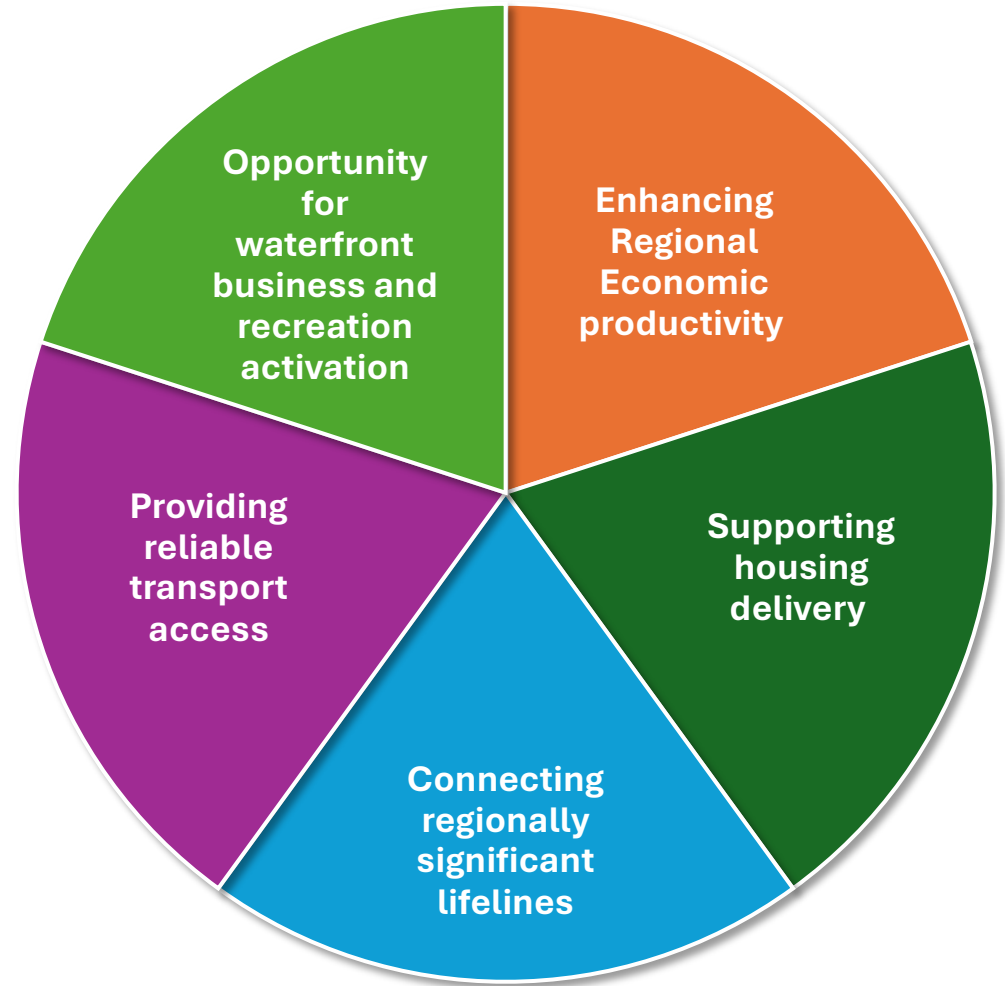 Opportunity
for
waterfront
business and
recreation
activation
Enhancing
Regional
Economic
productivity
Providing
reliable
transport
access
Supporting
housing
delivery
Connecting
regionally
significant
lifelines